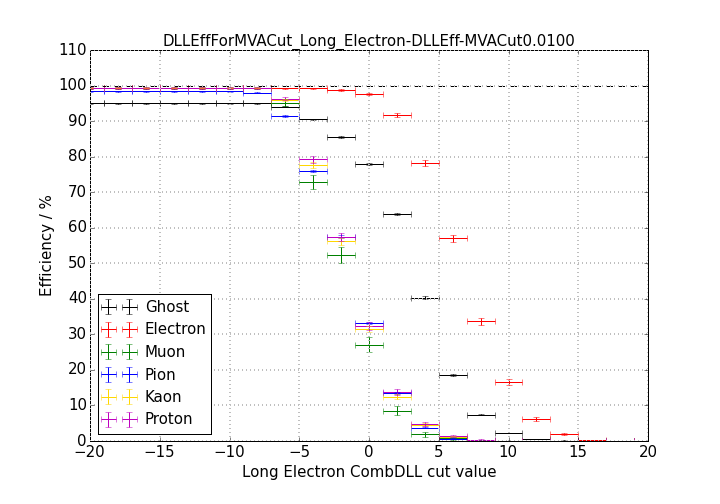 DLLEffForMVACut_Long_Electron-DLLEff-MVACut0.0100
110
100
90
80
70
60
50
40
30
20
10
0
Efficiency / %
Ghost
Electron
Muon
Pion
Kaon
Proton
−20 −15 −10 −5 0 5 10 15 20
Long Electron CombDLL cut value